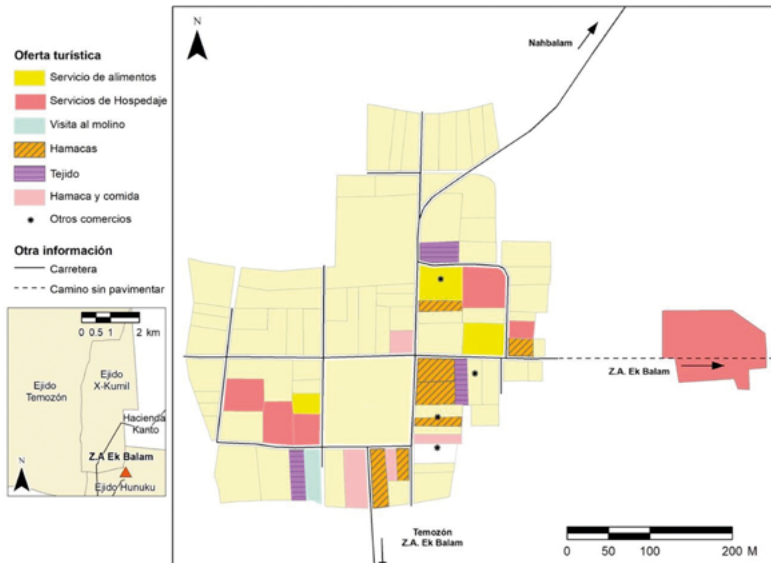 N
Nahbalam
Oferta turística
Servicio de alimentos
Servicios de Hospedaje
Visita al molino
Hamacas
Tejido
Hamaca y comida
Otros comercios
Otra información
Carretera
Camino sin pavimentar
0 0.5 1 2 km
Ejido
Temozón
Ejido
X-Kumil
Hacienda
Kanto
Z.A Ek Balam
Ejido Hunuku
N
Z.A. Ek Balam
Temozón
Z.A. Ek Balam
0 50 100 200 M